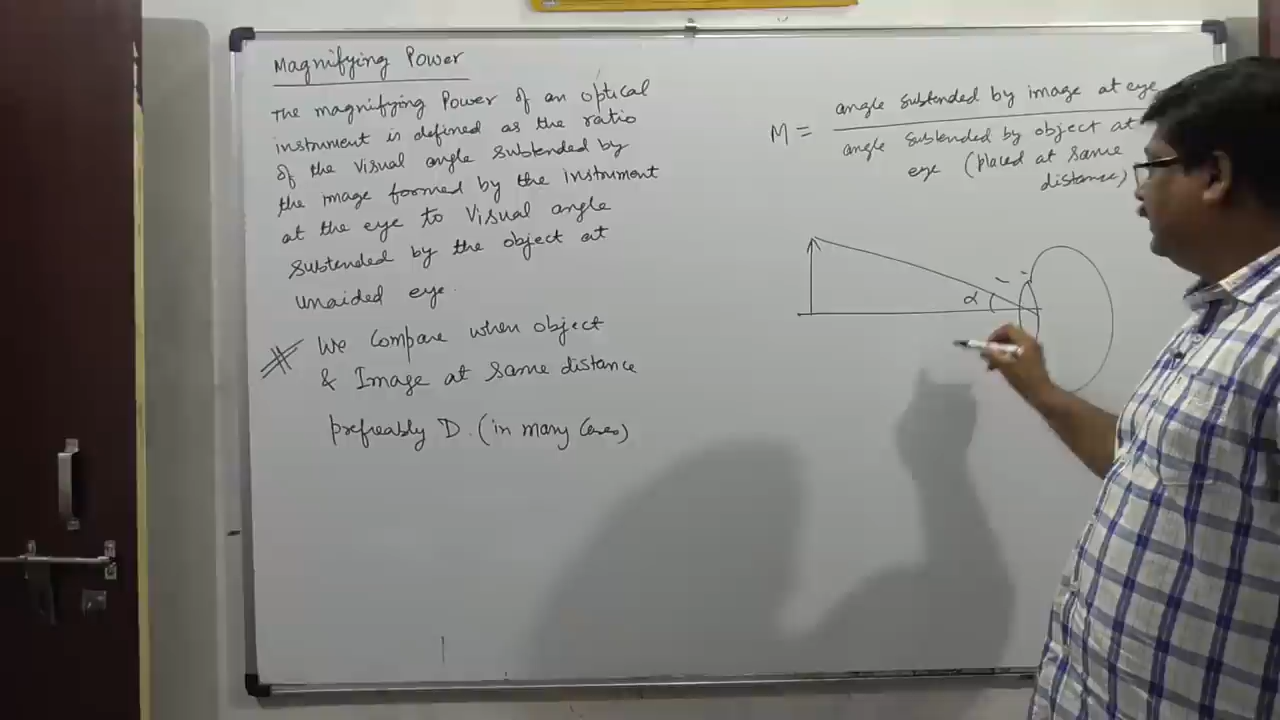 Magnifying Power
The magnifying Power of an optical
instrument is defined as the ratio
of the visual angle subtended by
the image formed by the instrument
at the eye to visual angle
subtended by the object at
unaided eye.
We Compare when object
& Image at same distance
prefreably D. (in many Cases)
M = angle subtended by image at eye
angle subtended by object at
eye (placed at same
distance)
α